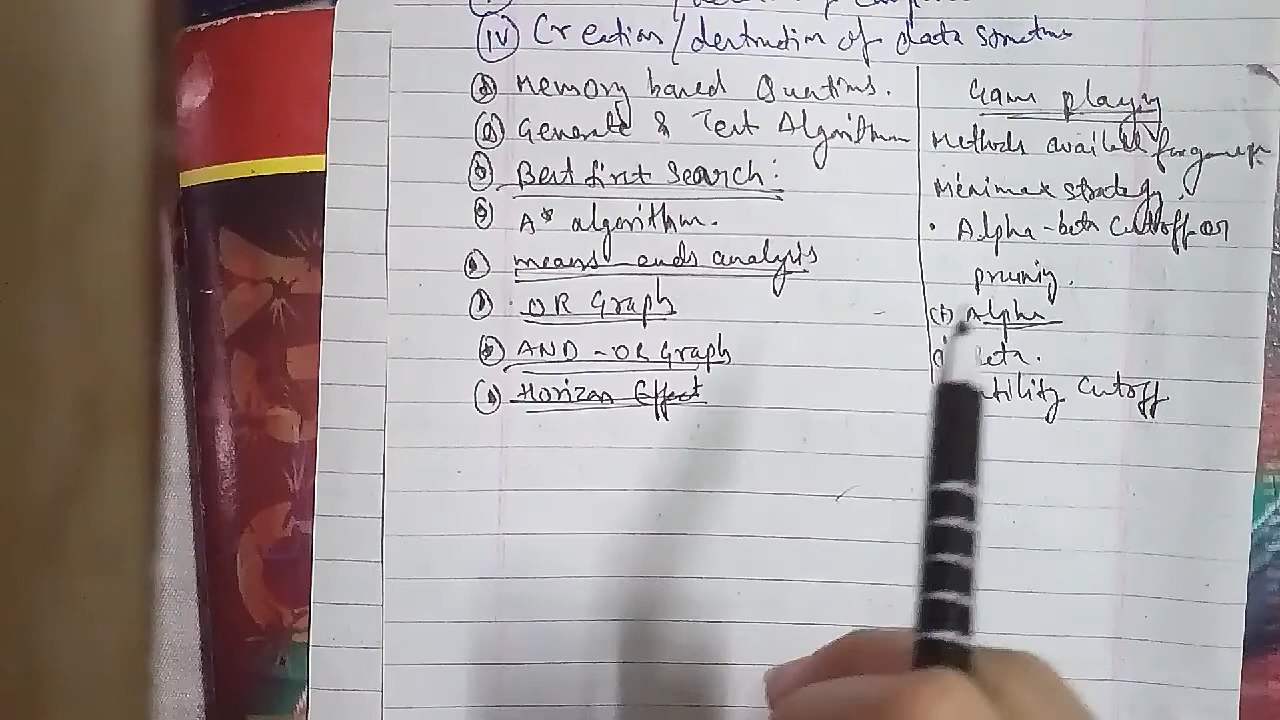 (iv) Creation/destruction of data structures
Memory based Questions.
Generate & Test Algorithm
Best first search:
A* algorithm.
means-ends analysis
OR Graph
AND-OR Graph
Horizon Effect
Game playing
Methods available for
Minimax strategy
• Alpha-beta cutoff or
pruning.
(i) Alpha
Beta.
cutoff